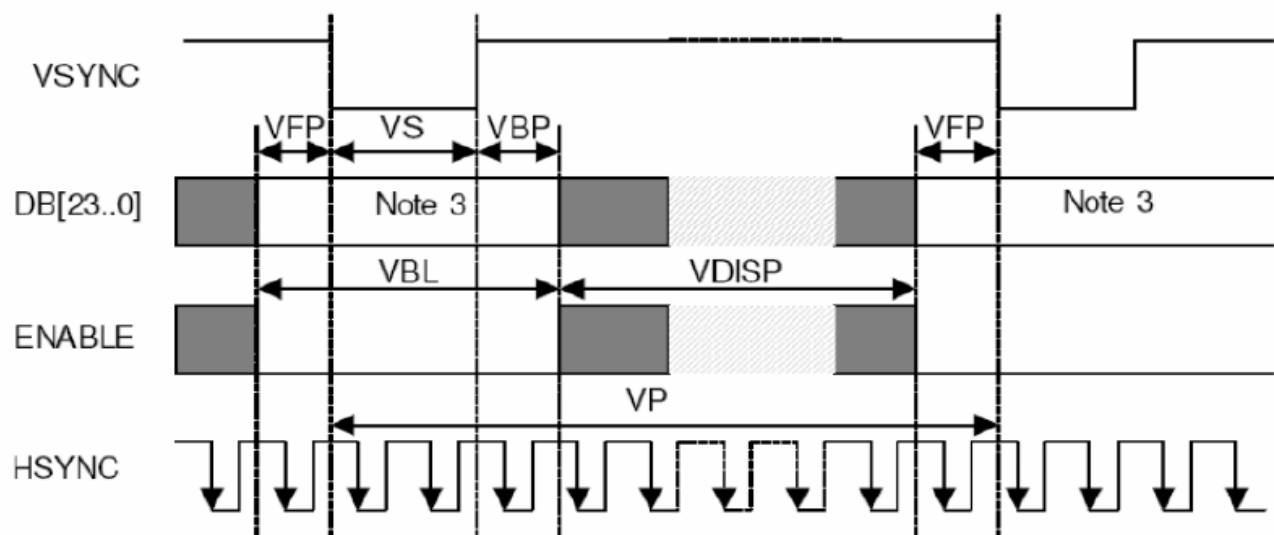 VSYNC
VFP VS VBP VFP
DB[23..0] Note 3 Note 3
VBL VDISP
ENABLE
VP
HSYNC